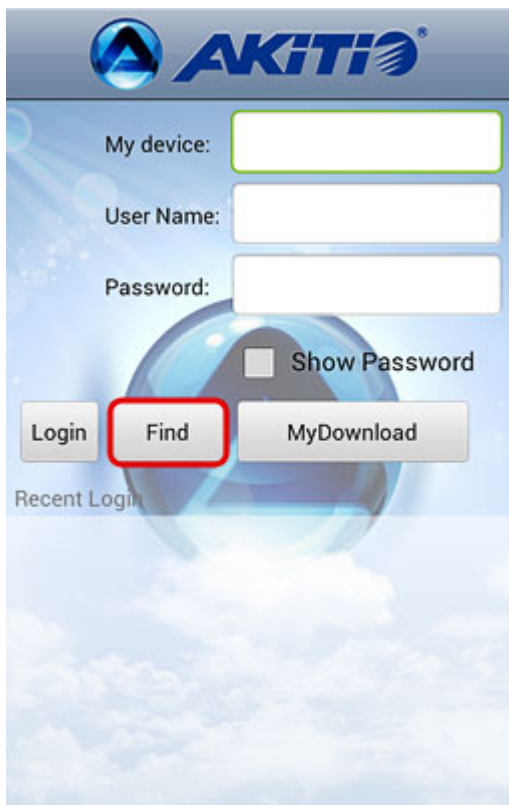 AKiTiO®
My device:
User Name:
Password:
Show Password
Login Find MyDownload
Recent Login